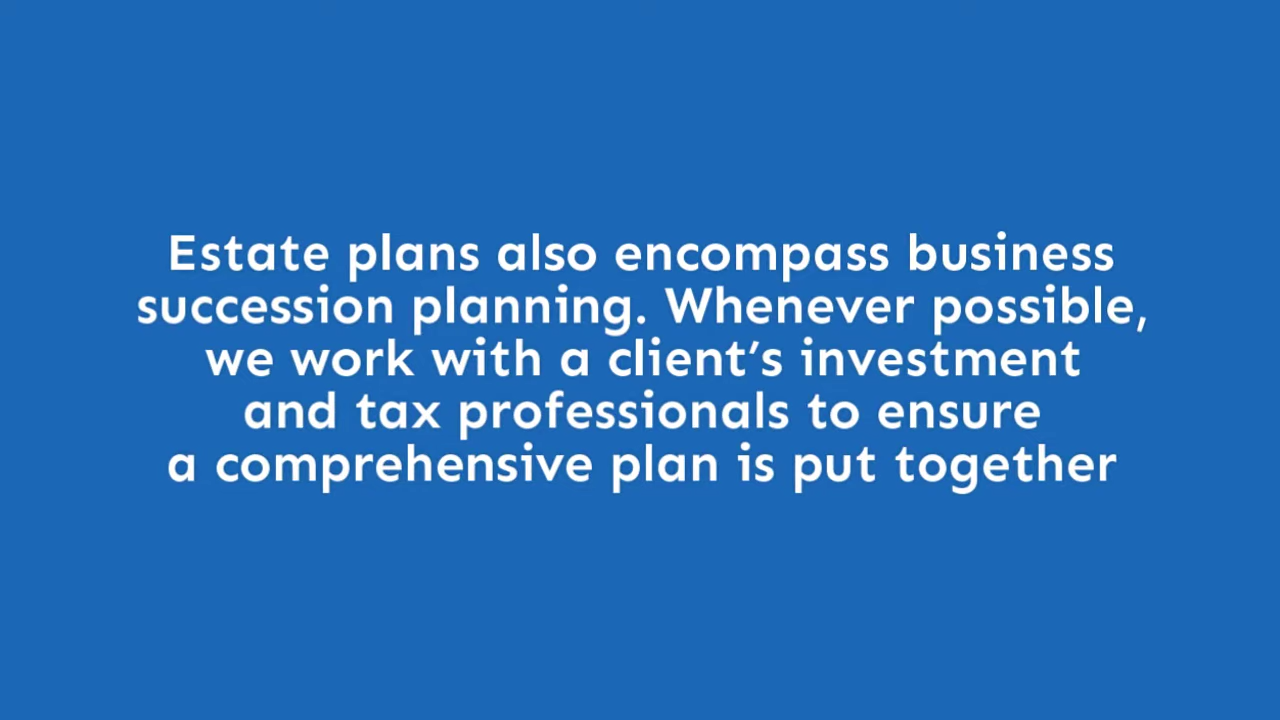 Estate plans also encompass business
succession planning. Whenever possible,
we work with a client’s investment
and tax professionals to ensure
a comprehensive plan is put together